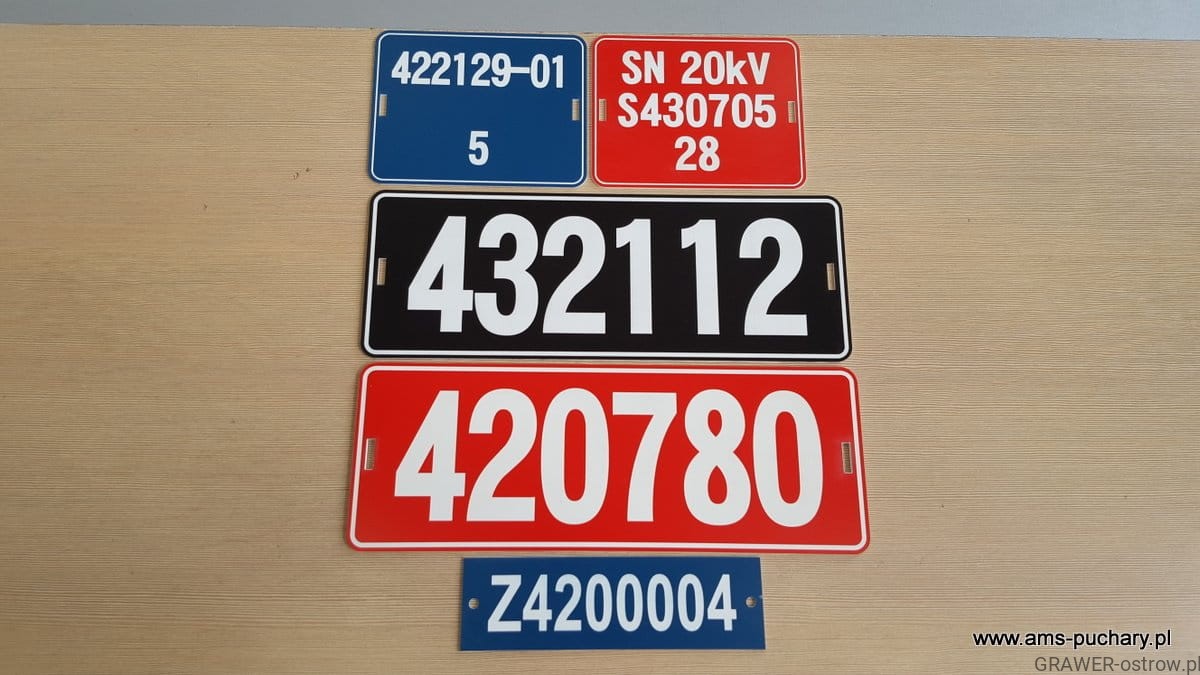 422129-01
5
SN 20kV
S430705
28
432112
420780
Z4200004
www.ams-puchary.pl
GRAWER-ostrow.pl